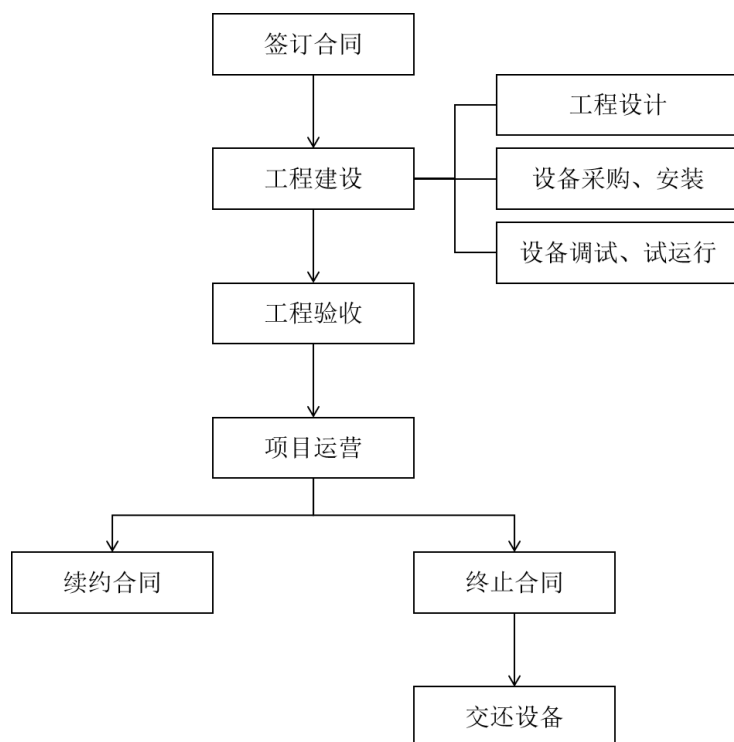 签订合同
工程设计
工程建设
设备采购、安装
设备调试、试运行
工程验收
项目运营
续约合同
终止合同
交还设备